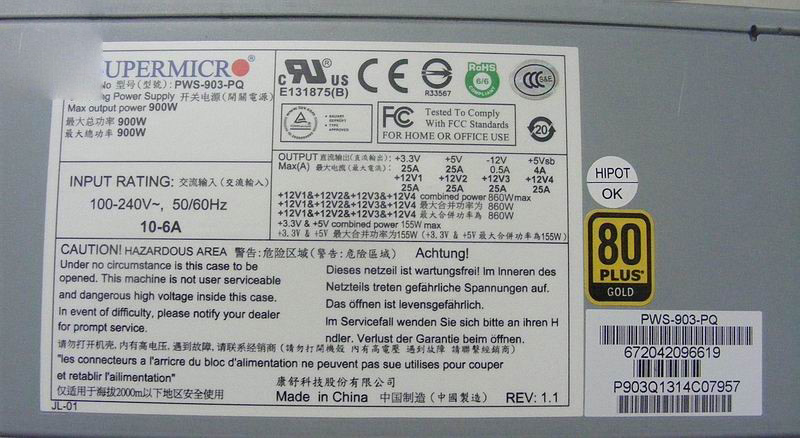 SUPERMICRO®
No 型号(型號): PWS-903-PQ
Power Supply 开关电源 (開關電源)
Max output power 900W
最大总功率 900W
最大總功率 900W
INPUT RATING: 交流输入 (交流輸入)
100-240V~, 50/60Hz
10-6A
c RU ® US
E131875(B)
CE
R33567
RoHS
6/6
COMPLIANT
CCC S&E
TYPE
APPROVED
FC Tested To Comply
With FCC Standards
FOR HOME OR OFFICE USE
20
OUTPUT 直流输出(直流輸出): +3.3V +5V -12V +5Vsb
Max(A) 最大电流 (最大電流): 25A 25A 0.5A 4A
+12V1 +12V2 +12V3 +12V4
25A 25A 25A 25A
+12V1&+12V2&+12V3&+12V4 combined power 860W max
+12V1&+12V2&+12V3&+12V4 最大合并功率为 860W
+12V1&+12V2&+12V3&+12V4 最大合併功率為 860W
+3.3V & +5V combined power 155W max
+3.3V & +5V 最大合并功率为155W (+3.3V & +5V 最大合併功率為155W)
CAUTION! HAZARDOUS AREA 警告:危险区域 (警告:危險區域)
Under no circumstance is this case to be
opened. This machine is not user serviceable
and dangerous high voltage inside this case.
In event of difficulty, please notify your dealer
for prompt service.
Achtung!
Dieses netzeil ist wartungsfrei! Im Inneren des
Netzteils treten gefährliche Spannungen auf.
Das öffnen ist levensgefährlich.
Im Servicefall wenden Sie sich bitte an ihren H
ndler. Verlust der Garantie beim öffnen.
请勿打开机壳, 内有高电压, 遇到故障, 请联系经销商 (請勿打開機殼 內有高電壓 遇到故障 請聯繫經銷商)
"les connecteurs a l'arricre du bloc d'alimentation ne peuvent pas sue utilises pour couper
et retablir l'ailimentation"
仅适用于海拔2000m以下地区安全使用
康舒科技股份有限公司
Made in China 中国制造 (中國製造) REV: 1.1
JL-01
HIPOT
OK
80
PLUS®
GOLD
PWS-903-PQ
672042096619
P903Q1314C07957